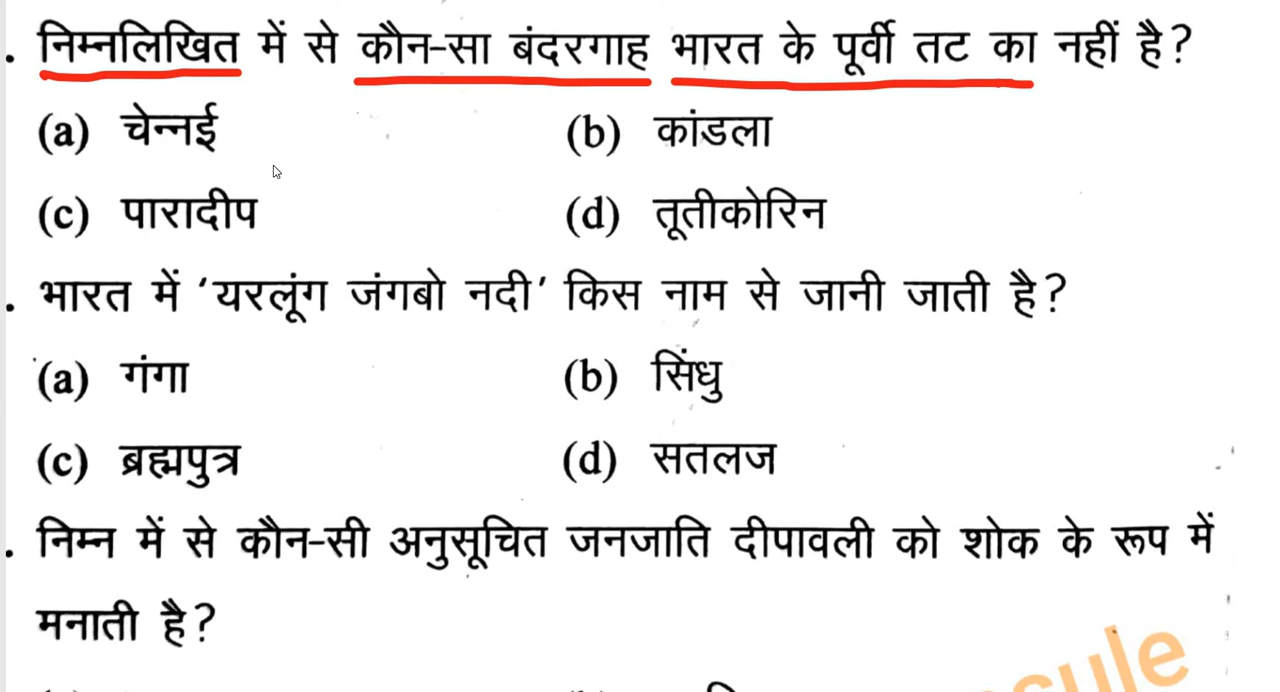 . निम्नलिखित में से कौन-सा बंदरगाह भारत के पूर्वी तट का नहीं है?
(a) चेन्नई (b) कांडला
(c) पारादीप (d) तूतीकोरिन
. भारत में ‘यरलूंग जंगबो नदी’ किस नाम से जानी जाती है?
(a) गंगा (b) सिंधु
(c) ब्रह्मपुत्र (d) सतलज
. निम्न में से कौन-सी अनुसूचित जनजाति दीपावली को शोक के रूप में
मनाती है?